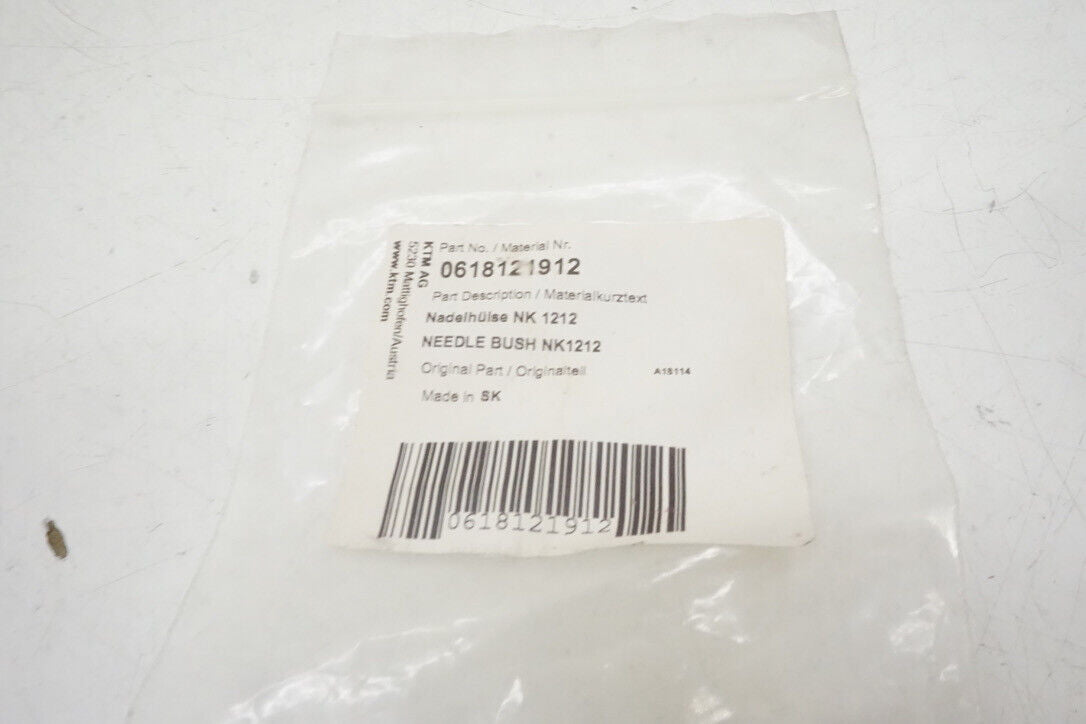 KTM AG
5230 Mattighofen/Austria
www.ktm.com
Part No. / Material Nr.
0618121912
Part Description / Materialkurztext
Nadelhülse NK 1212
NEEDLE BUSH NK1212
Original Part / Originalteil
A18114
Made in SK
0618121912